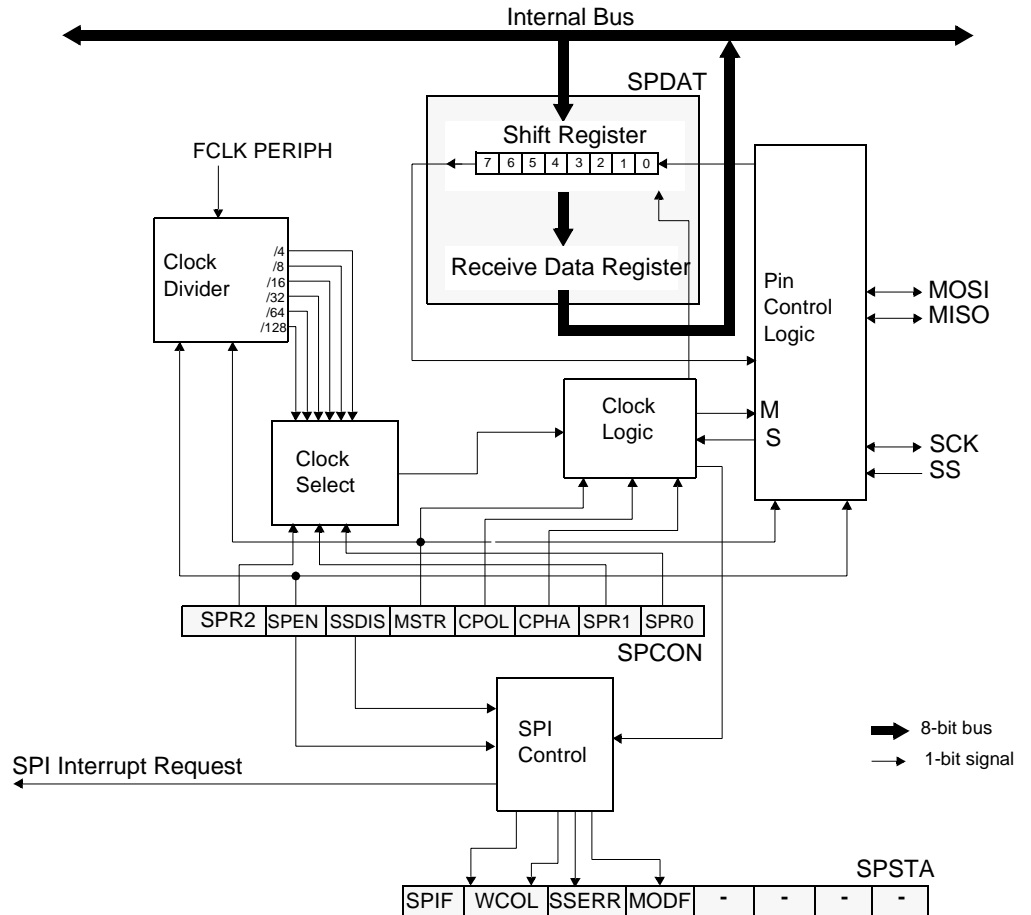 Internal Bus
SPDAT
Shift Register
7 6 5 4 3 2 1 0
FCLK PERIPH
Clock
Divider
/4
/8
/16
/32
/64
/128
Receive Data Register
Pin
Control
Logic
MOSI
MISO
Clock
Logic
M
S
SCK
SS
Clock
Select
SPR2 SPEN SSDIS MSTR CPOL CPHA SPR1 SPR0
SPCON
SPI
Control
8-bit bus
1-bit signal
SPI Interrupt Request
SPSTA
SPIF WCOL SSERR MODF - - - -